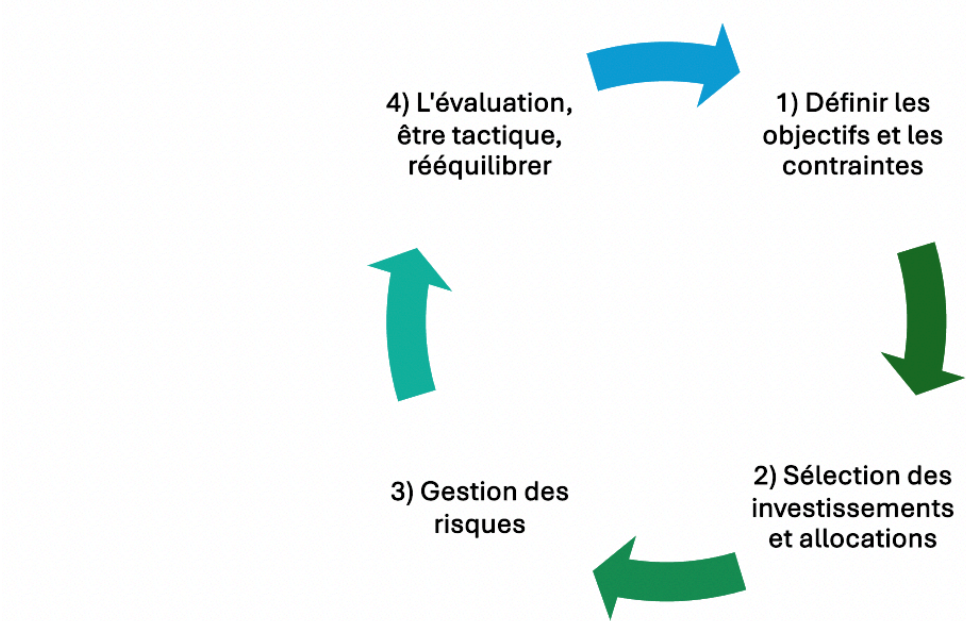 1) Définir les
objectifs et les
contraintes
2) Sélection des
investissements
et allocations
3) Gestion des
risques
4) L'évaluation,
être tactique,
rééquilibrer